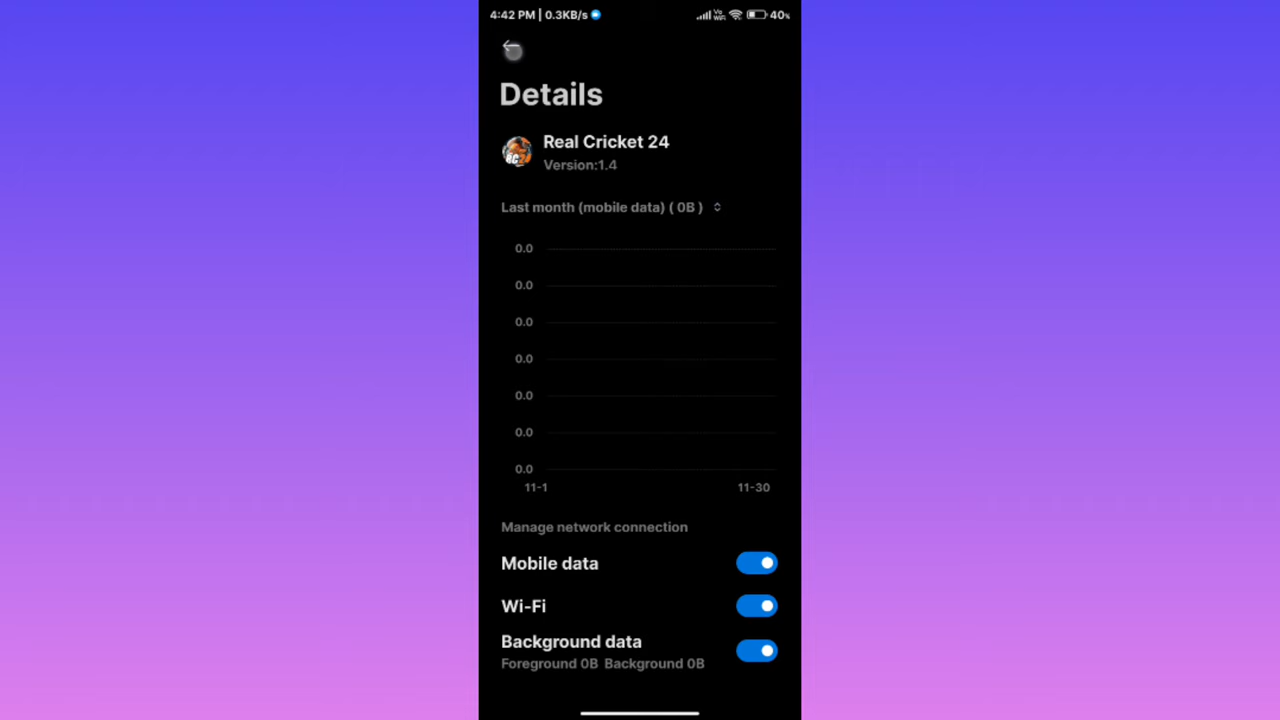 4:42 PM | 0.3KB/s Vo WiFi 40%
Details
Real Cricket 24
Version:1.4
Last month (mobile data) ( 0B )
0.0
0.0
0.0
0.0
0.0
0.0
0.0
11-1 11-30
Manage network connection
Mobile data
Wi-Fi
Background data
Foreground 0B Background 0B